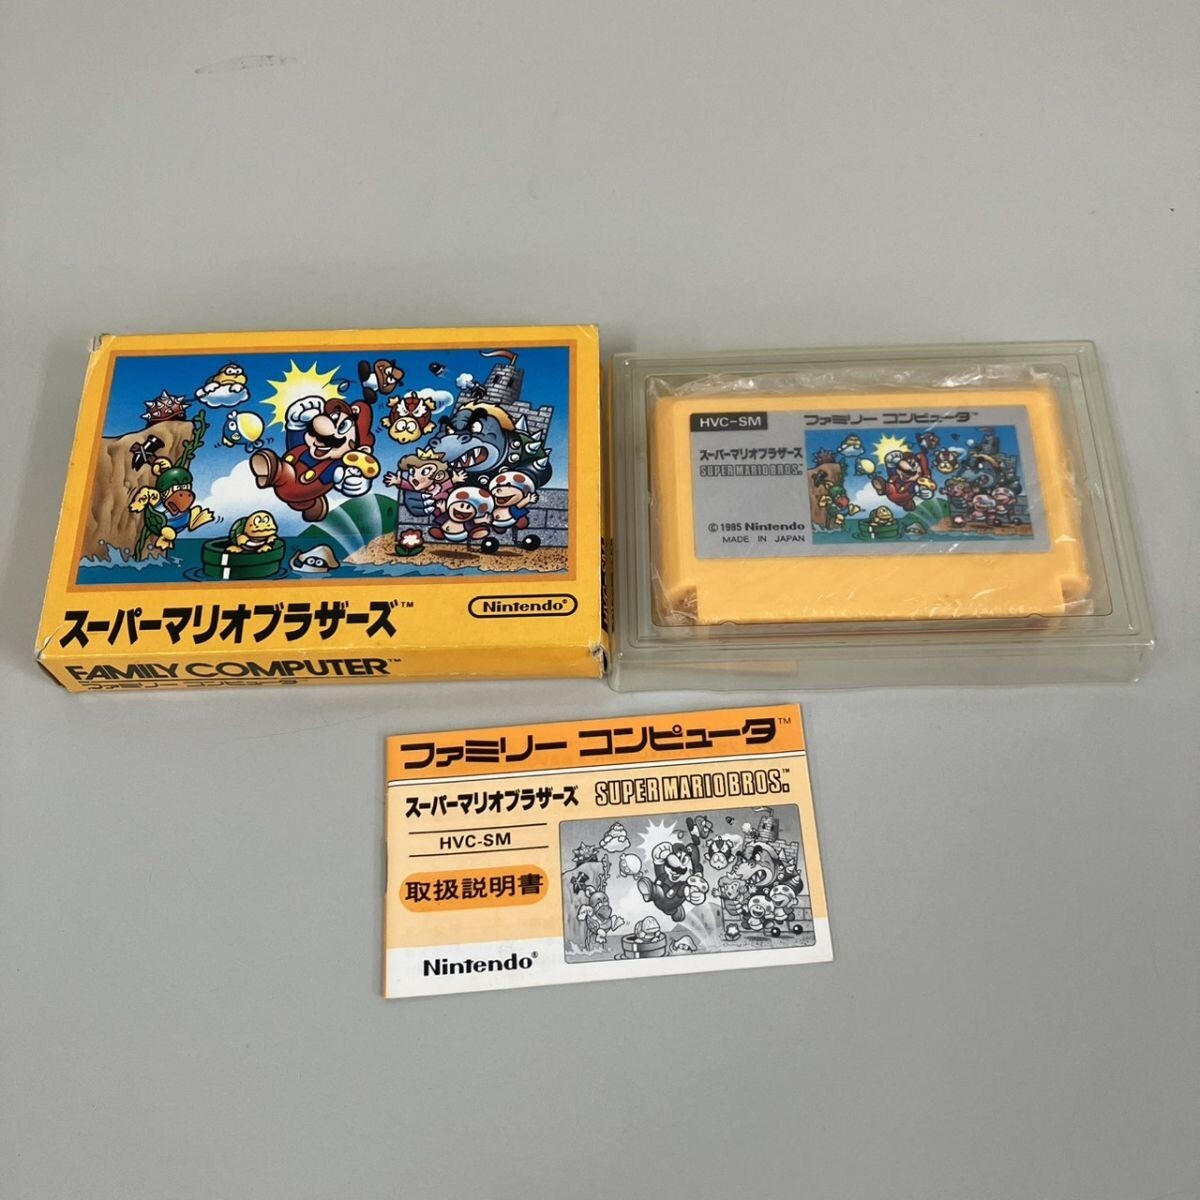 スーパーマリオブラザーズ™
Nintendo®
FAMILY COMPUTER™
ファミリー コンピュータ™
HVC-SM
ファミリー コンピュータ™
スーパーマリオブラザーズ
SUPER MARIO BROS.™
©1985 Nintendo
MADE IN JAPAN
ファミリー コンピュータ™
スーパーマリオブラザーズ SUPER MARIO BROS.™
HVC-SM
取扱説明書
Nintendo®